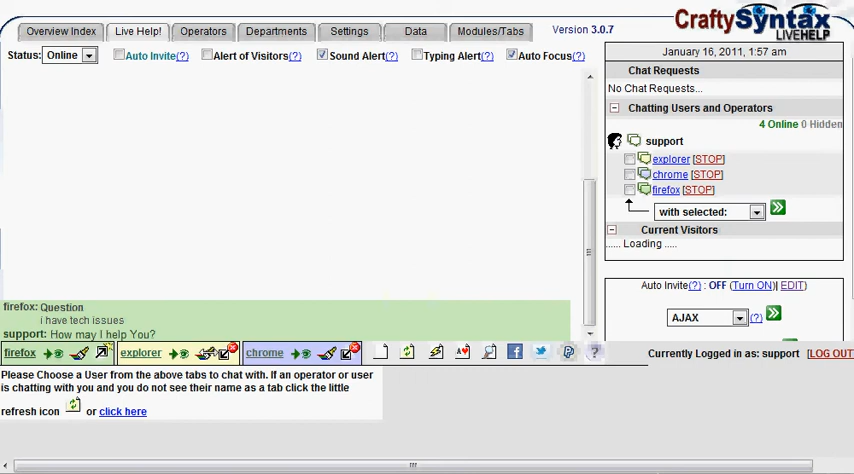 CraftySyntax
LIVEHELP
Overview Index Live Help! Operators Departments Settings Data Modules/Tabs Version 3.0.7
January 16, 2011, 1:57 am
Status: Online Auto Invite(?) Alert of Visitors(?) Sound Alert(?) Typing Alert(?) Auto Focus(?)
Chat Requests
No Chat Requests...
Chatting Users and Operators
4 Online 0 Hidden
support
explorer [STOP]
chrome [STOP]
firefox [STOP]
with selected:
Current Visitors
...... Loading .....
Auto Invite(?) : OFF (Turn ON)| EDIT)
AJAX (?)
firefox: Question
i have tech issues
support: How may I help You?
firefox explorer chrome
Currently Logged in as: support [LOG OUT
Please Choose a User from the above tabs to chat with. If an operator or user
is chatting with you and you do not see their name as a tab click the little
refresh icon or click here